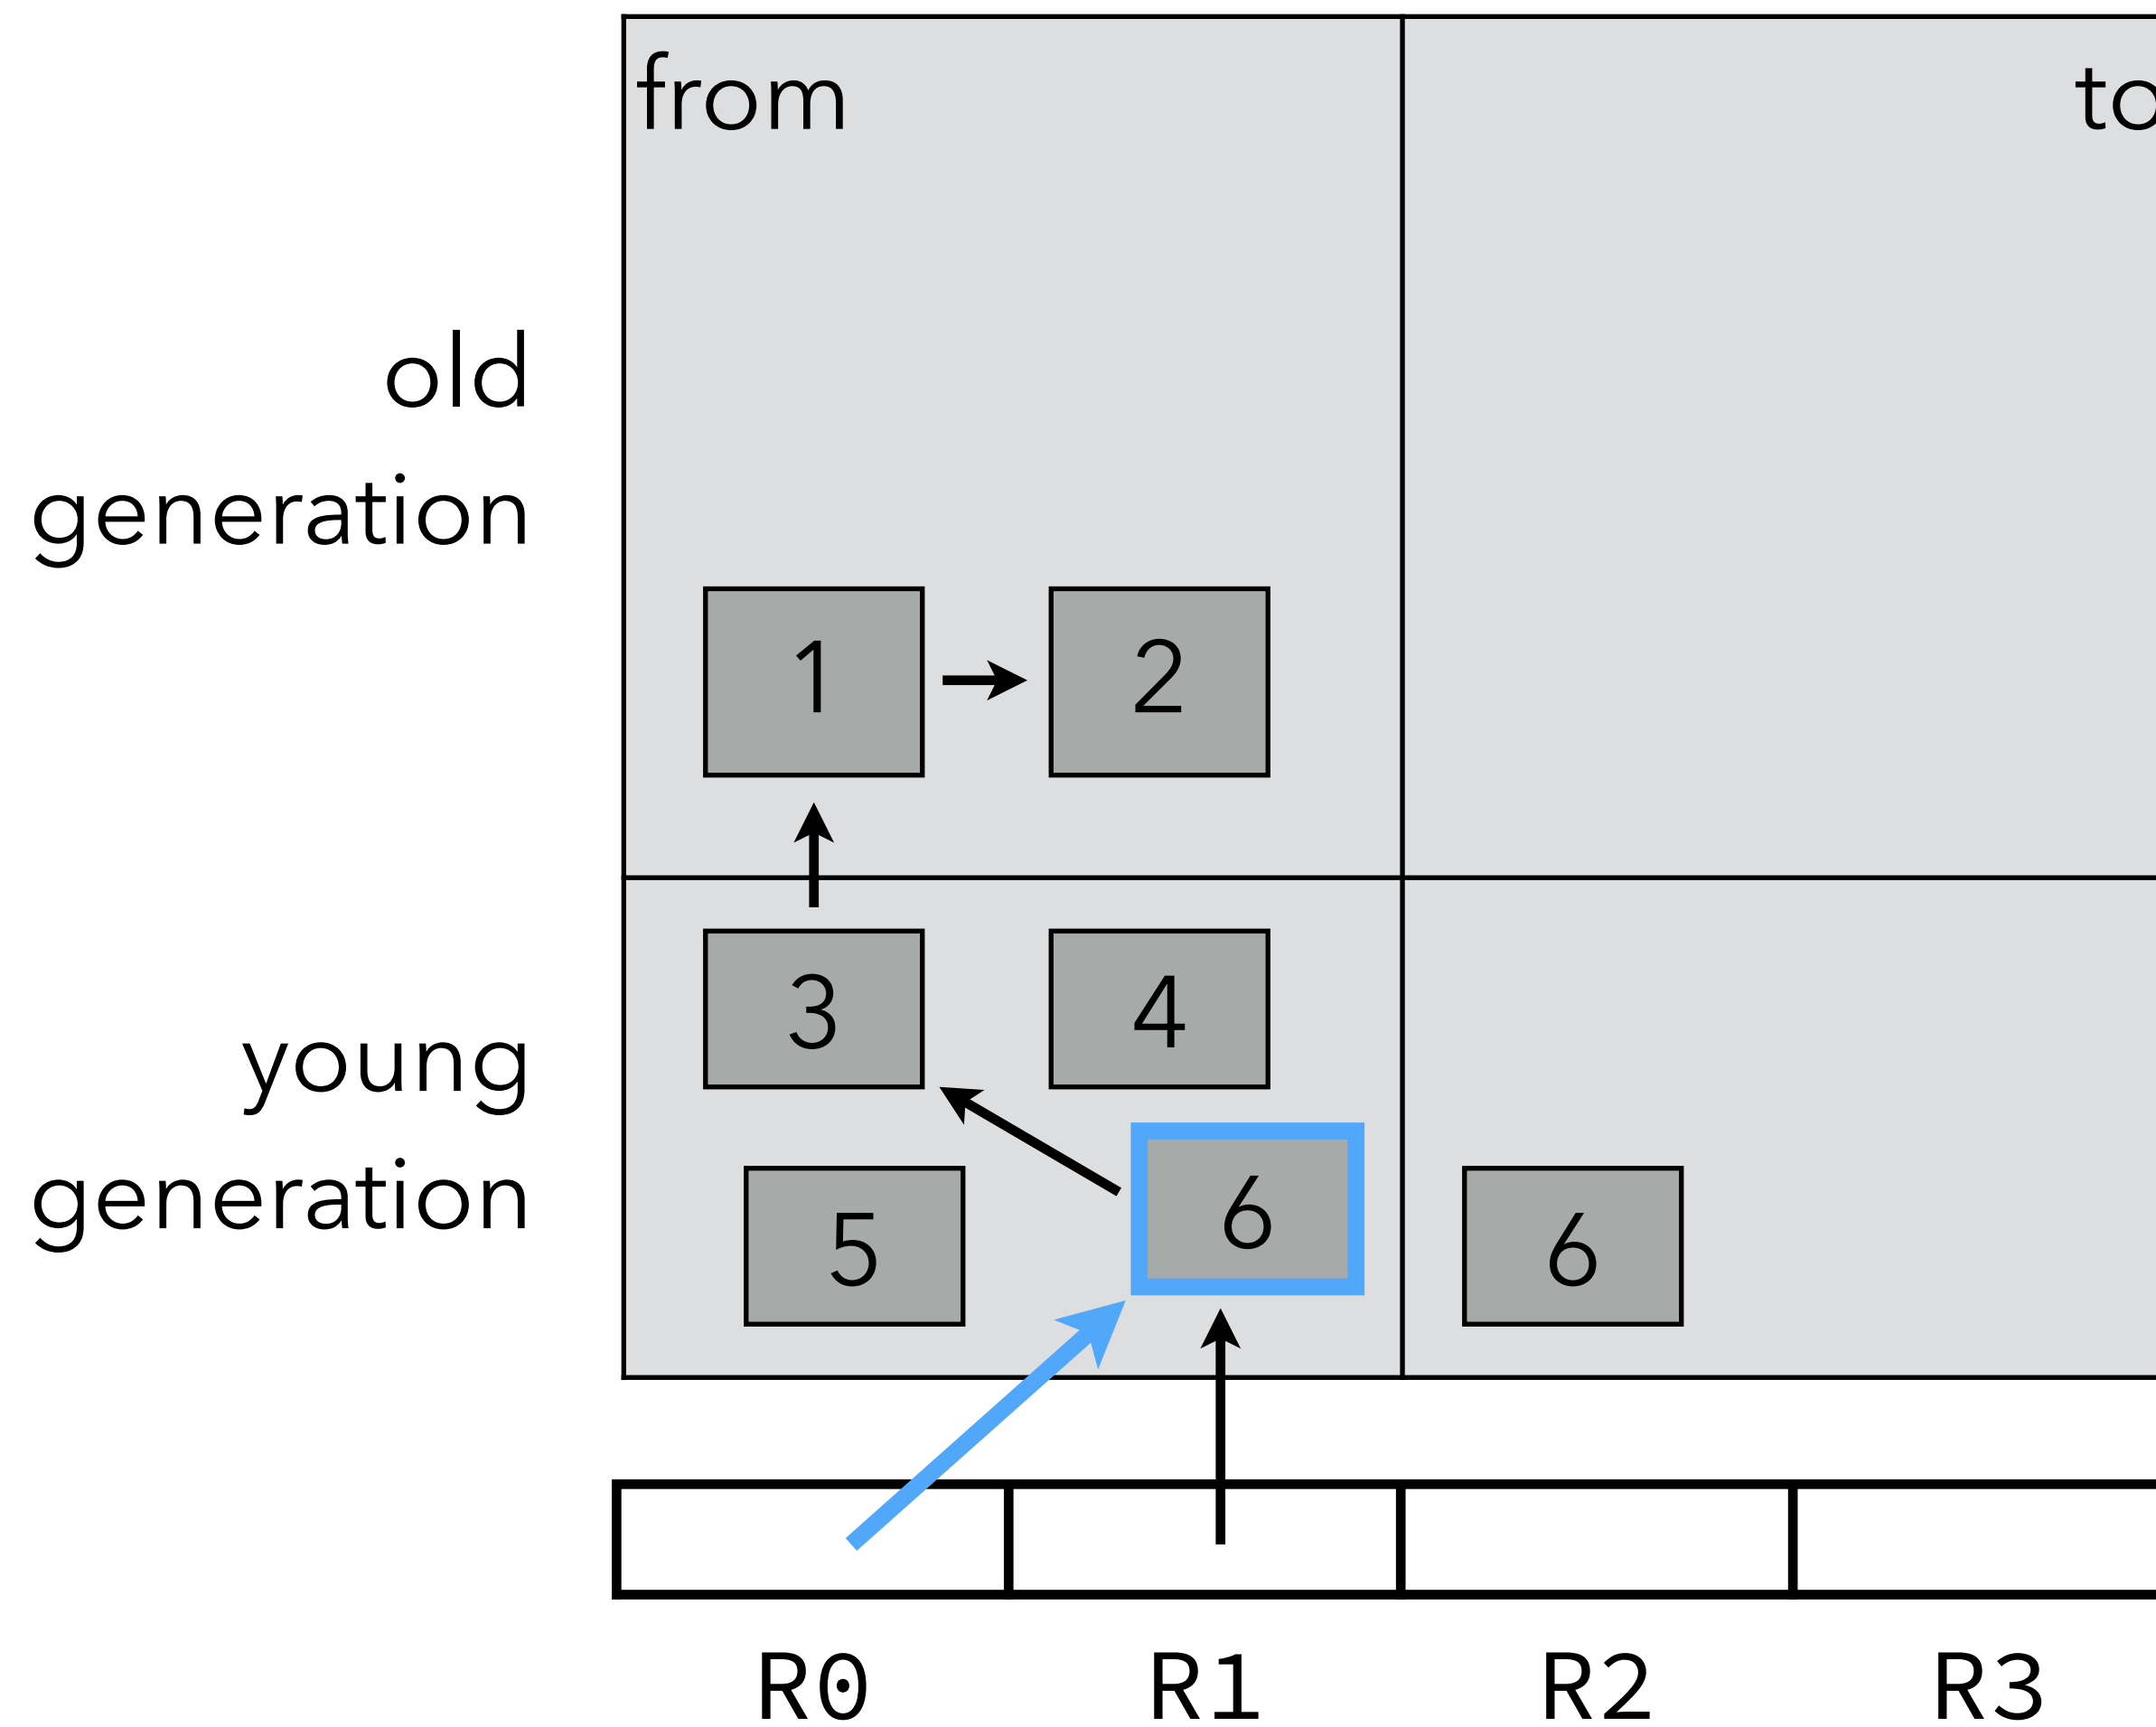 from
to
old
generation
1
2
3
4
young
generation
5
6
6
R0
R1
R2
R3